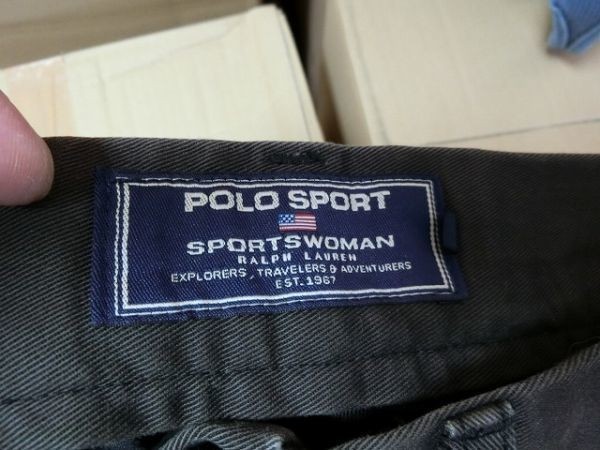 POLO SPORT
SPORTSWOMAN
RALPH LAUREN
EXPLORERS, TRAVELERS & ADVENTURERS
EST. 1967